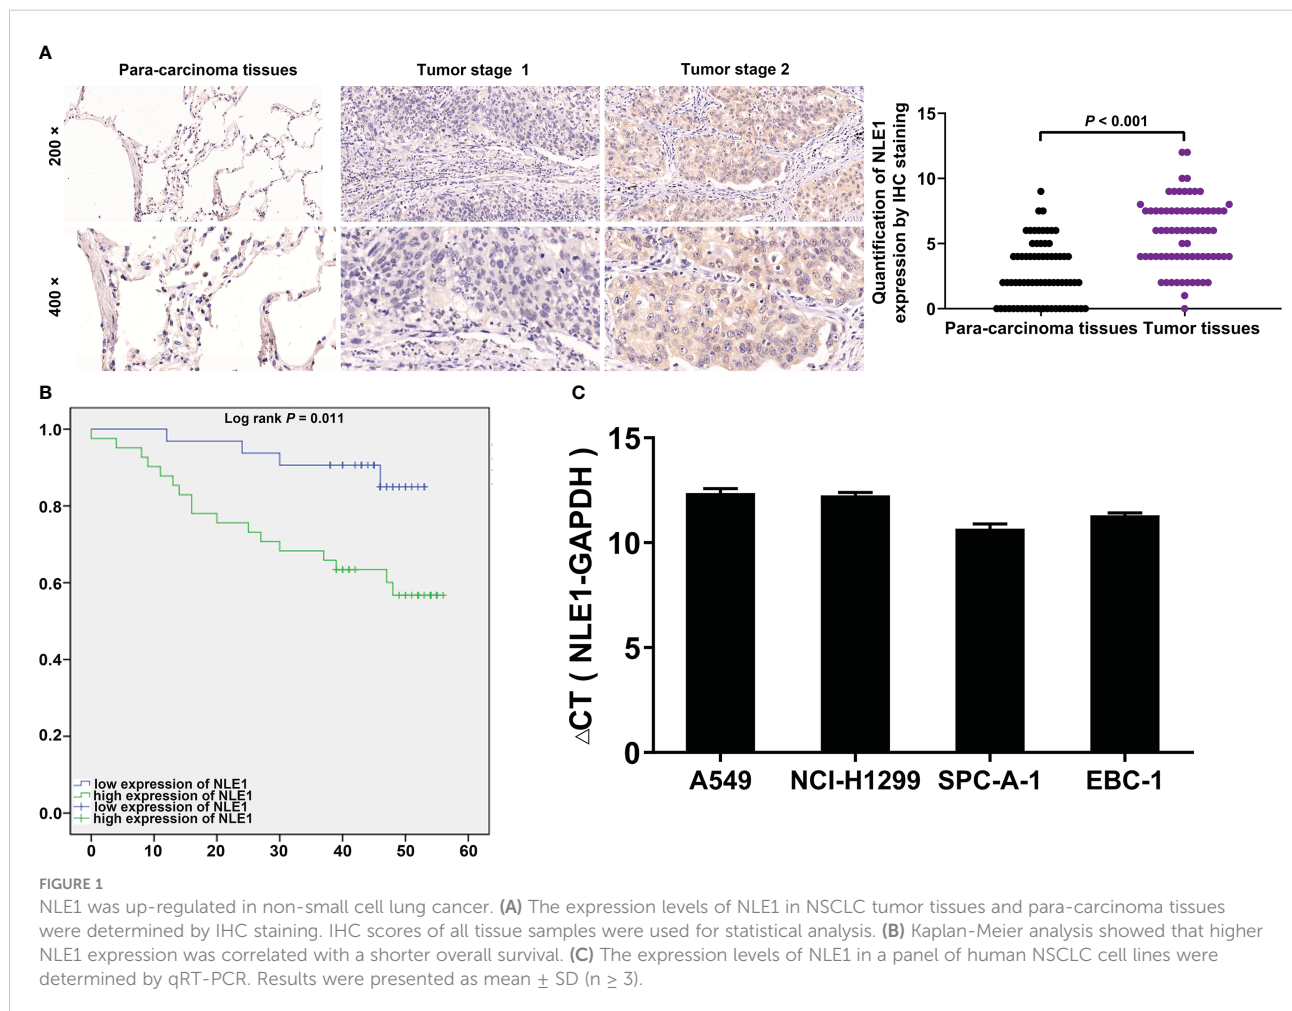 A
Para-carcinoma tissues
Tumor stage 1
Tumor stage 2
200 ×
400 ×
Quantification of NLE1
expression by IHC staining
15
10
5
0
P < 0.001
Para-carcinoma tissues Tumor tissues
B
Log rank P = 0.011
1.0
0.8
0.6
0.4
0.2
0.0
low expression of NLE1
high expression of NLE1
low expression of NLE1
high expression of NLE1
0 10 20 30 40 50 60
C
△CT ( NLE1-GAPDH )
15
10
5
0
A549 NCI-H1299 SPC-A-1 EBC-1
FIGURE 1
NLE1 was up-regulated in non-small cell lung cancer. (A) The expression levels of NLE1 in NSCLC tumor tissues and para-carcinoma tissues
were determined by IHC staining. IHC scores of all tissue samples were used for statistical analysis. (B) Kaplan-Meier analysis showed that higher
NLE1 expression was correlated with a shorter overall survival. (C) The expression levels of NLE1 in a panel of human NSCLC cell lines were
determined by qRT-PCR. Results were presented as mean ± SD (n ≥ 3).